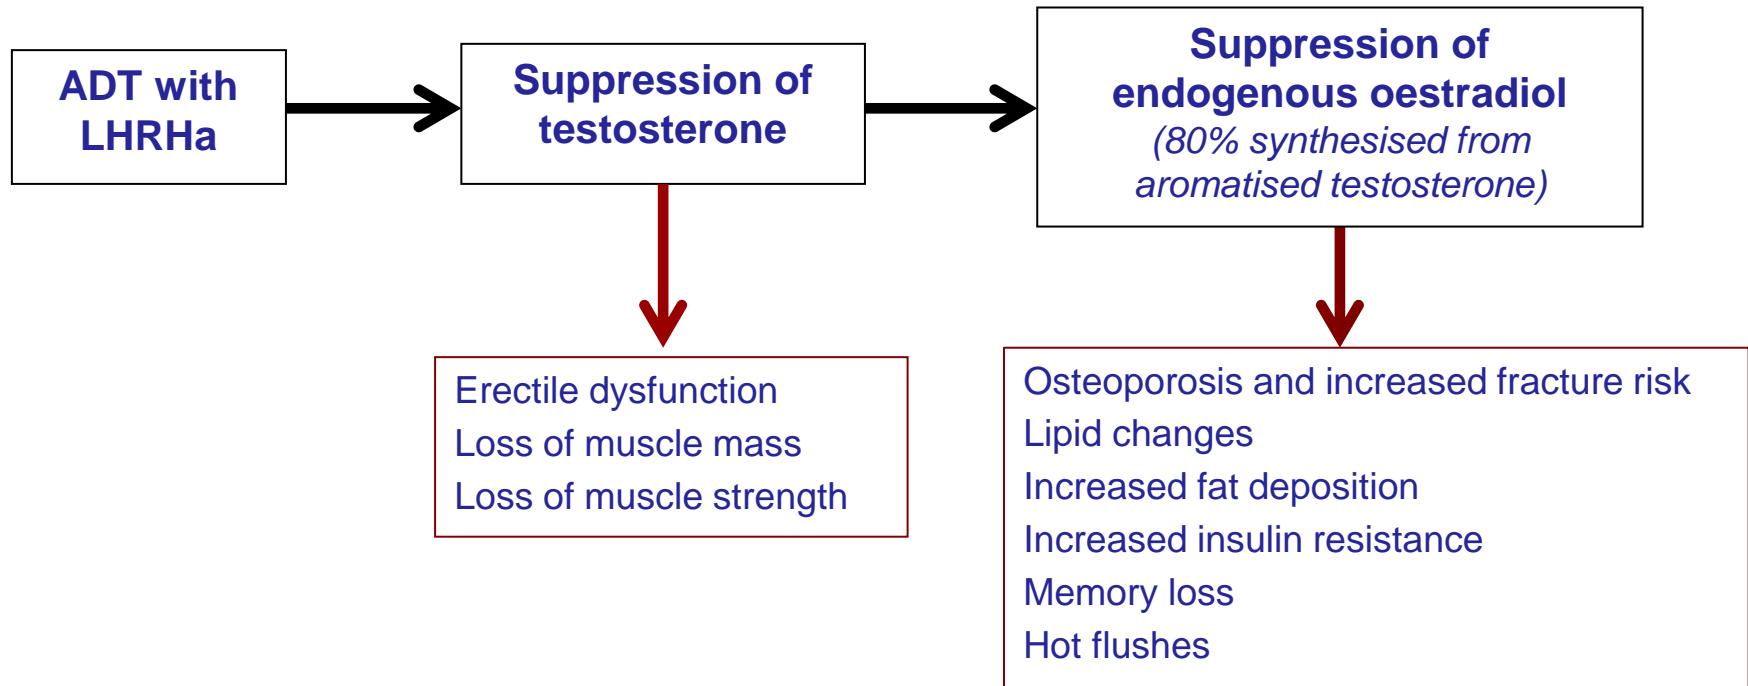 ADT with
LHRHa
Suppression of
testosterone
Suppression of
endogenous oestradiol
(80% synthesised from
aromatised testosterone)
Erectile dysfunction
Loss of muscle mass
Loss of muscle strength
Osteoporosis and increased fracture risk
Lipid changes
Increased fat deposition
Increased insulin resistance
Memory loss
Hot flushes